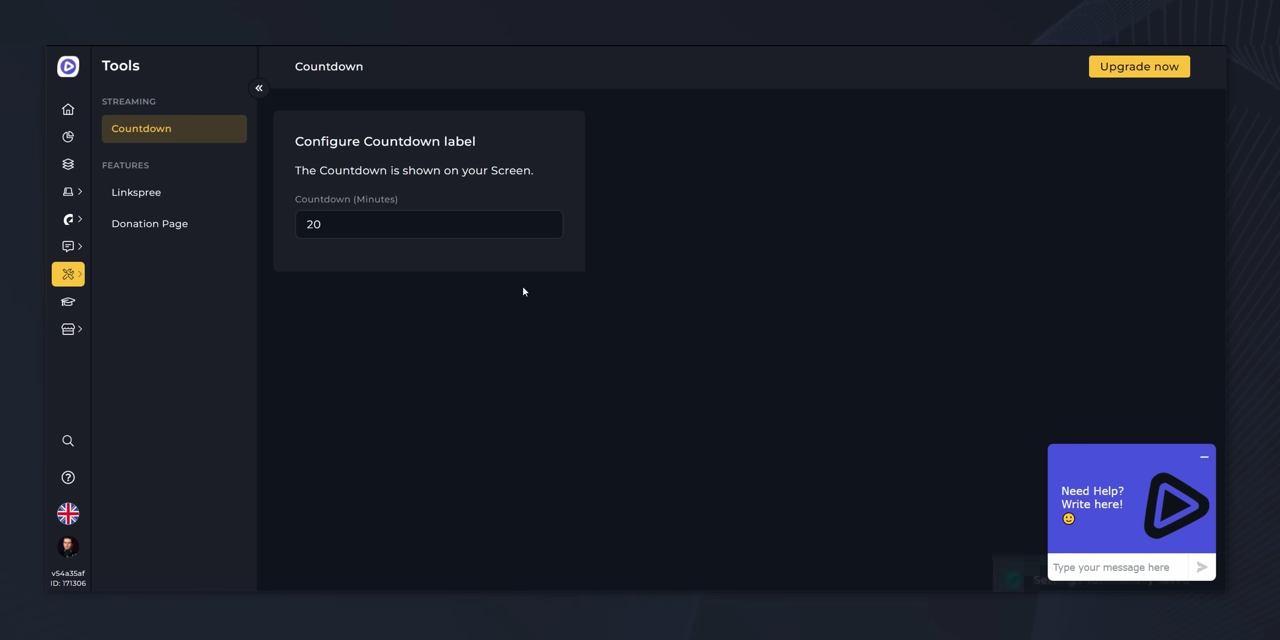 Tools
Countdown
Upgrade now
STREAMING
Countdown
FEATURES
Linkspree
Donation Page
Configure Countdown label
The Countdown is shown on your Screen.
Countdown (Minutes)
20
Need Help?
Write here!
Type your message here
v54a35af
ID: 171306